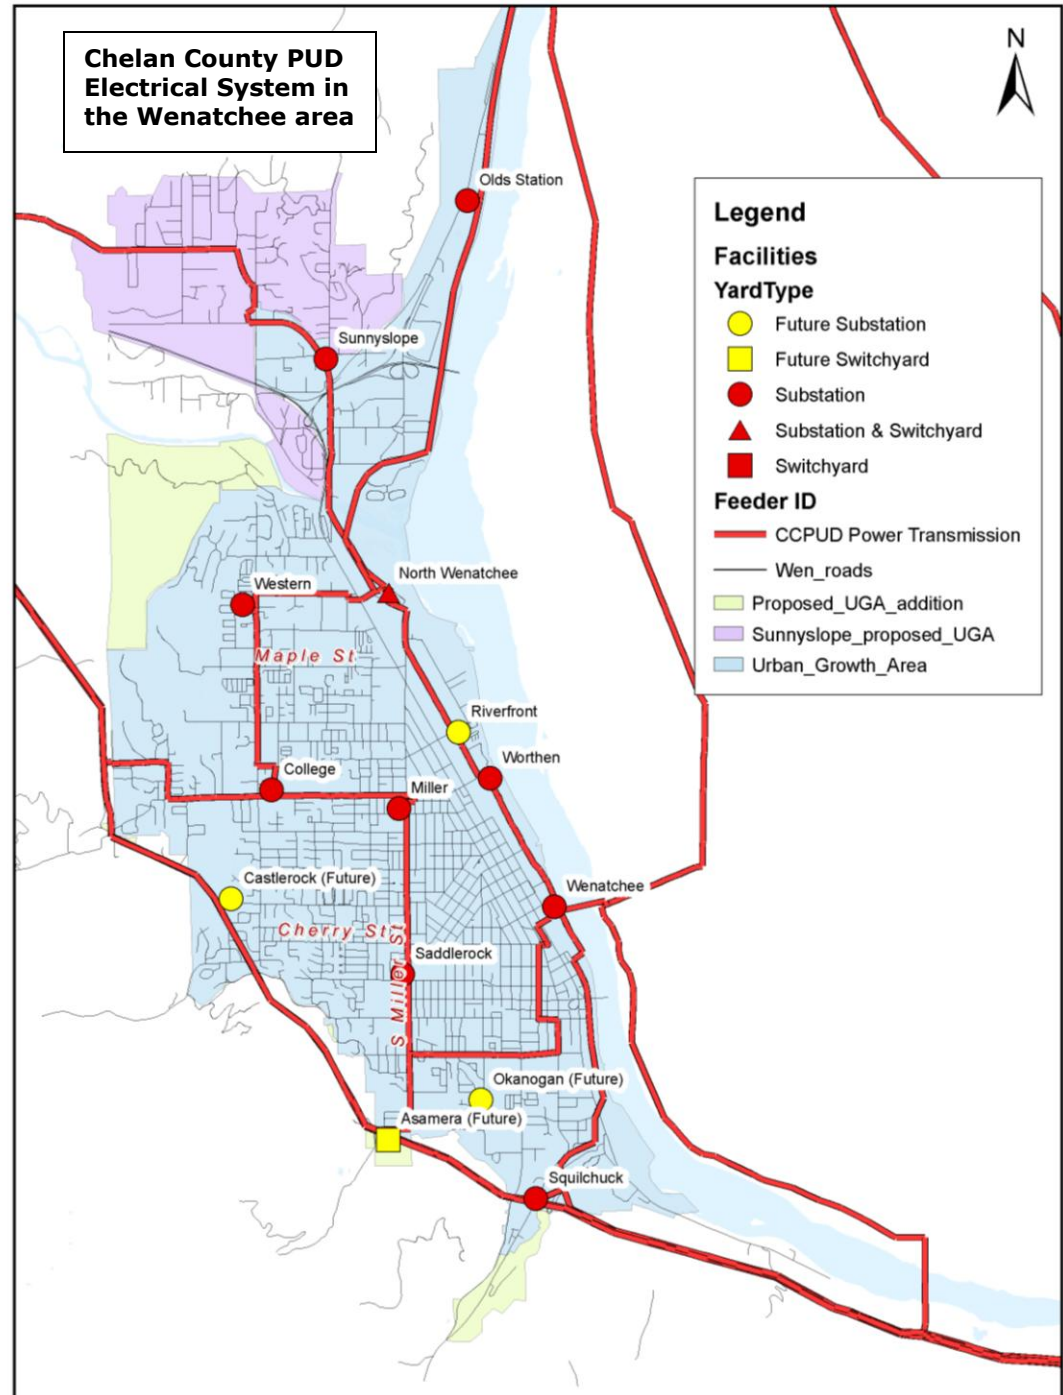 Chelan County PUD
Electrical System in
the Wenatchee area
N
Olds Station
Legend
Facilities
YardType
Future Substation
Future Switchyard
Substation
Substation & Switchyard
Switchyard
Feeder ID
CCPUD Power Transmission
Wen_roads
Proposed_UGA_addition
Sunnyslope_proposed_UGA
Urban_Growth_Area
Sunnyslope
North Wenatchee
Western
Maple St
Riverfront
Worthen
College
Miller
Castlerock (Future)
Wenatchee
Cherry St
Saddlerock
S Miller St
Okanogan (Future)
Asamera (Future)
Squilchuck